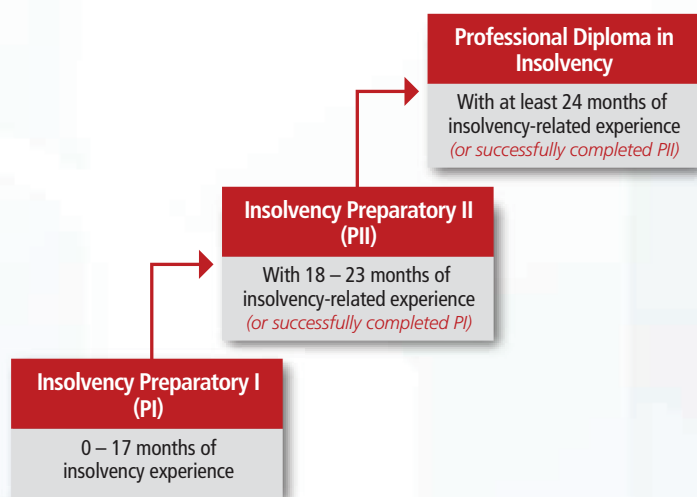 Professional Diploma in
Insolvency
With at least 24 months of
insolvency-related experience
(or successfully completed PII)
Insolvency Preparatory II
(PII)
With 18 – 23 months of
insolvency-related experience
(or successfully completed PI)
Insolvency Preparatory I
(PI)
0 – 17 months of
insolvency experience